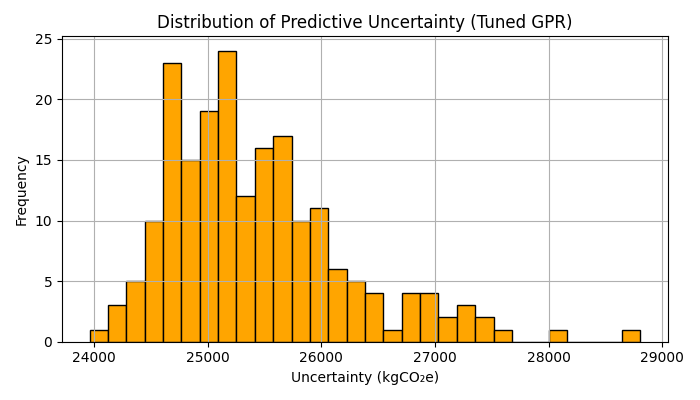 Distribution of Predictive Uncertainty (Tuned GPR)
25
20
15
10
5
0
Frequency
24000 25000 26000 27000 28000 29000
Uncertainty (kgCO₂e)